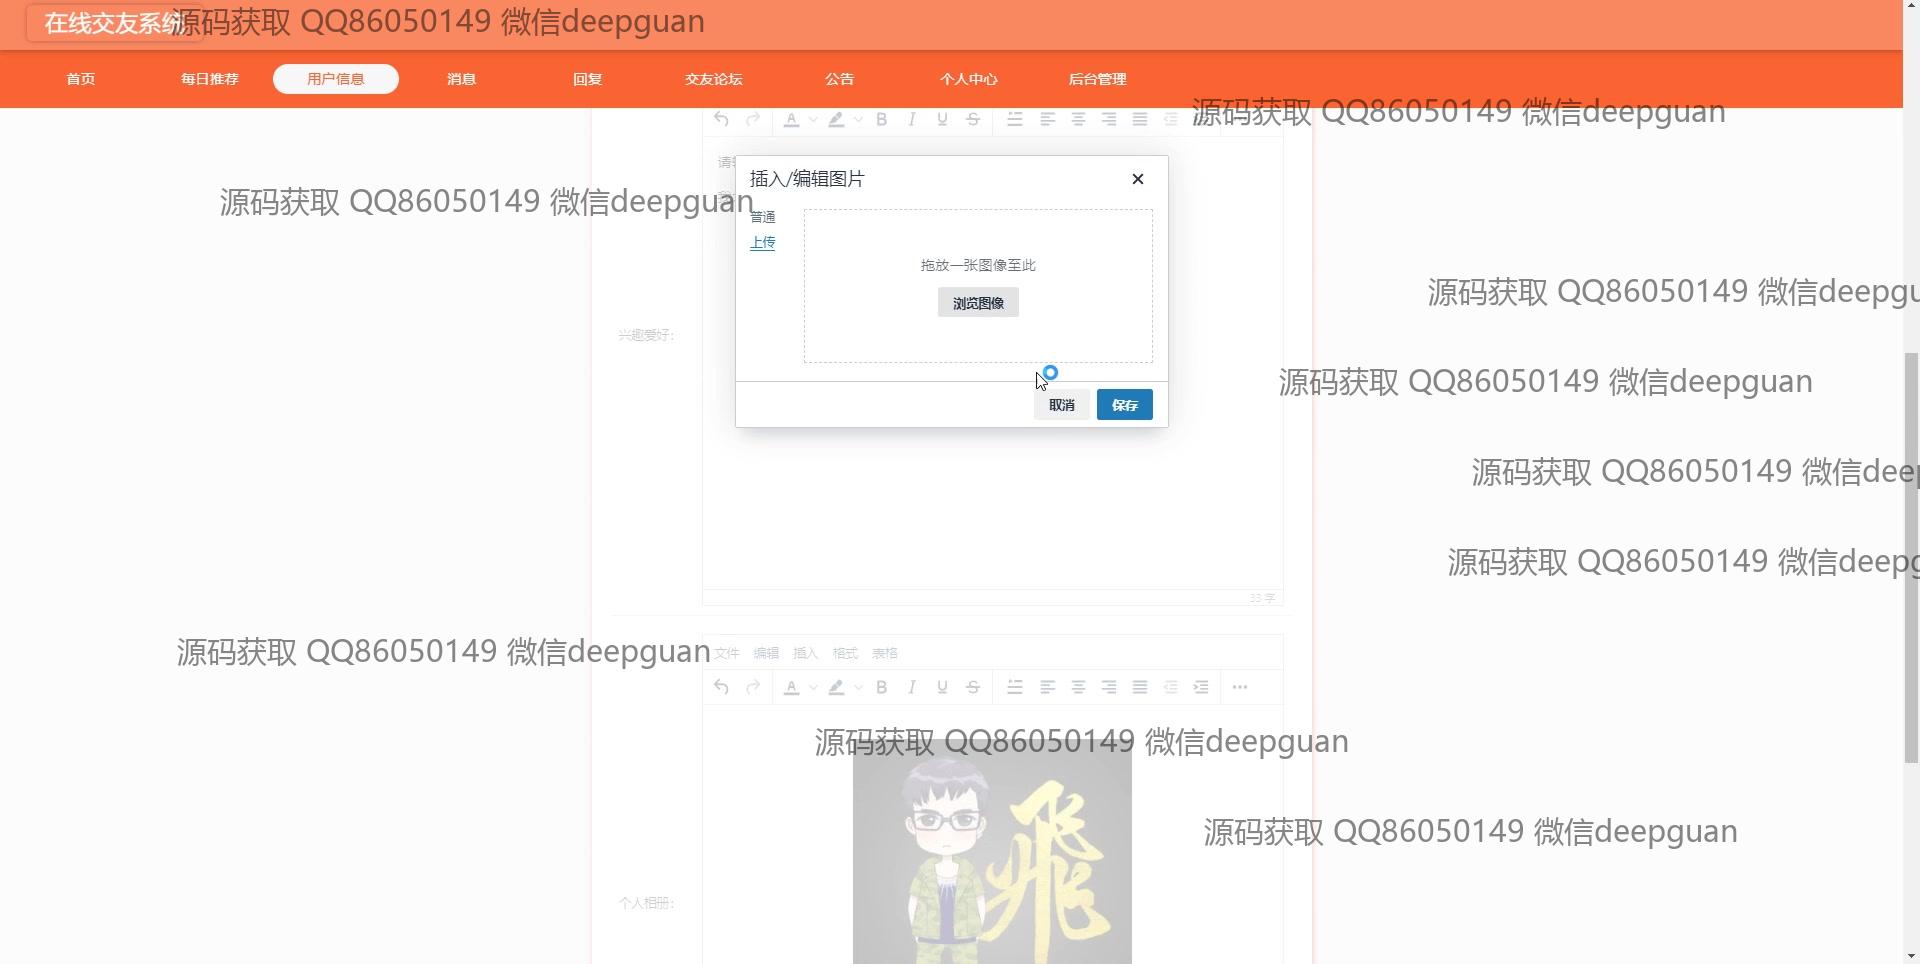 在线交友系统
源码获取 QQ86050149 微信deepguan
首页 每日推荐 用户信息 消息 回复 交友论坛 公告 个人中心 后台管理
源码获取 QQ86050149 微信deepguan
插入/编辑图片
源码获取 QQ86050149 微信deepguan
普通
上传
拖放一张图像至此
浏览图像
源码获取 QQ86050149 微信deepgu
兴趣爱好:
源码获取 QQ86050149 微信deepguan
取消 保存
源码获取 QQ86050149 微信deep
源码获取 QQ86050149 微信deepg
33 字
源码获取 QQ86050149 微信deepguan
文件 编辑 插入 格式 表格
源码获取 QQ86050149 微信deepguan
源码获取 QQ86050149 微信deepguan
飛
个人相册: